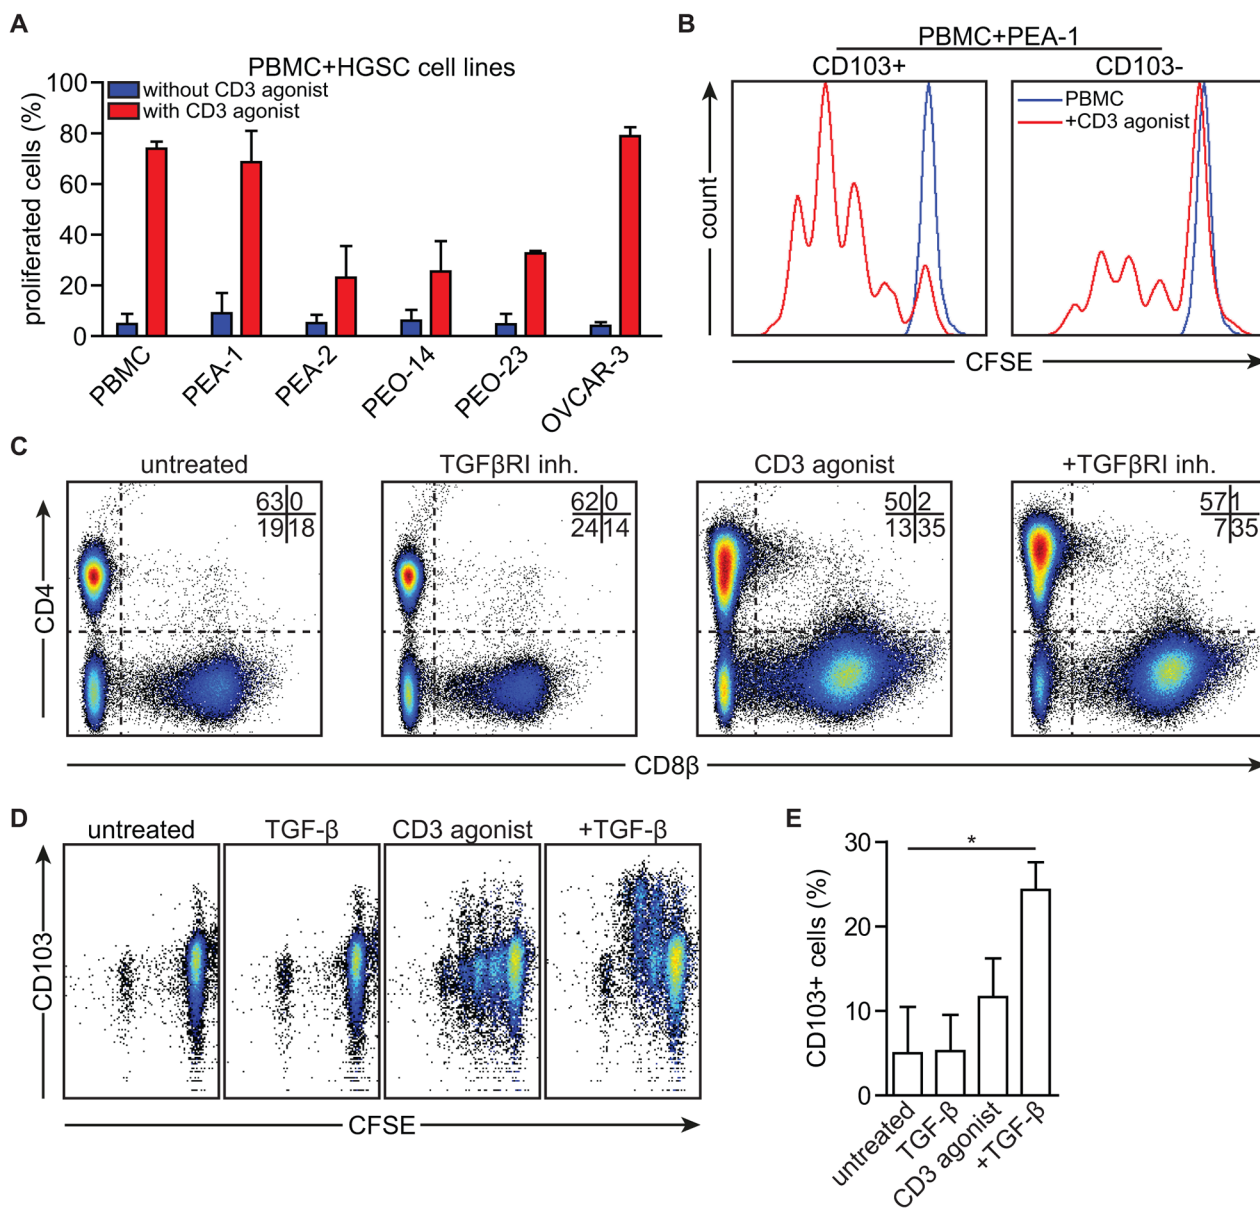 A
PBMC+HGSC cell lines
without CD3 agonist
with CD3 agonist
proliferated cells (%)
100
80
60
40
20
0
PBMC
PEA-1
PEA-2
PEO-14
PEO-23
OVCAR-3
B
PBMC+PEA-1
CD103+
CD103-
PBMC
+CD3 agonist
count
CFSE
C
untreated
TGFβRI inh.
CD3 agonist
+TGFβRI inh.
63 0
19 18
62 0
24 14
50 2
13 35
57 1
7 35
CD4
CD8β
D
untreated
TGF-β
CD3 agonist
+TGF-β
CD103
CFSE
E
CD103+ cells (%)
30
20
10
0
*
untreated
TGF-β
CD3 agonist
+TGF-β